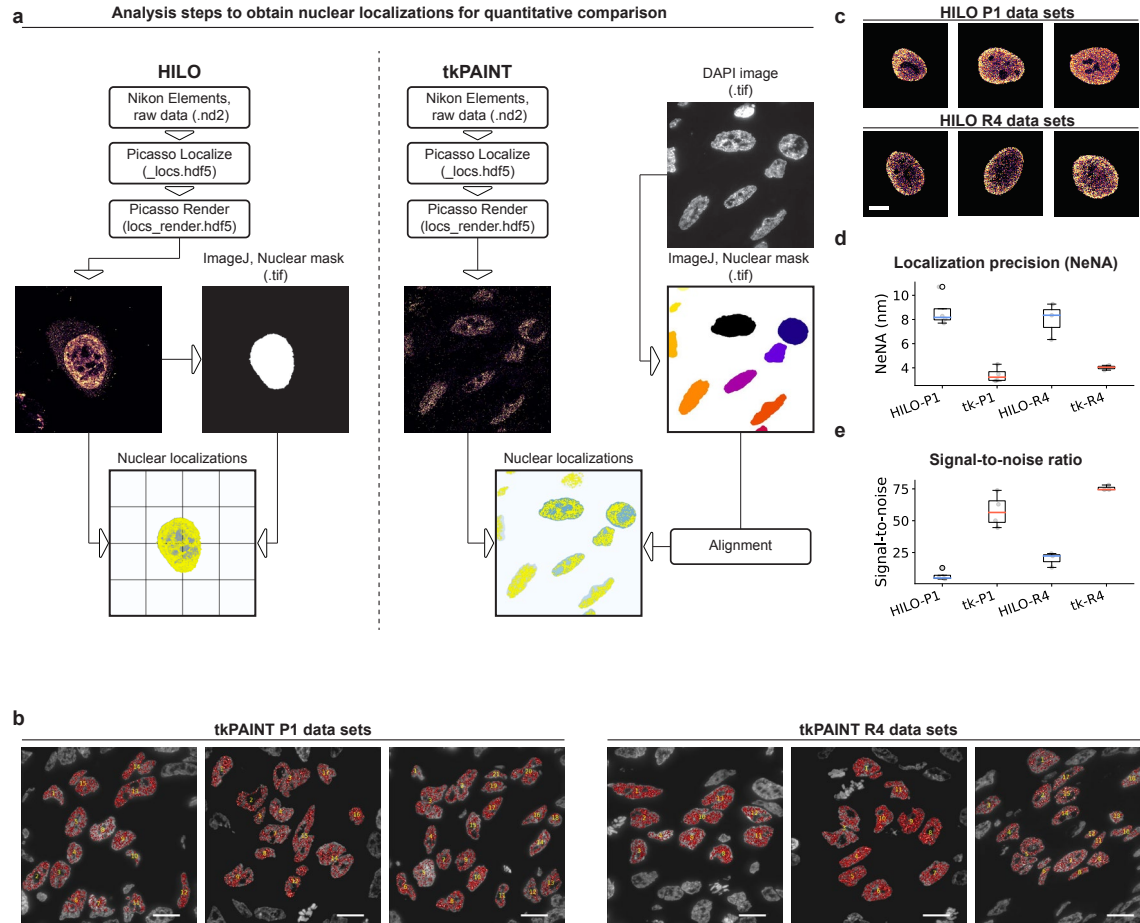 a
Analysis steps to obtain nuclear localizations for quantitative comparison
HILO
Nikon Elements,
raw data (.nd2)
Picasso Localize
(_locs.hdf5)
Picasso Render
(locs_render.hdf5)
ImageJ, Nuclear mask
(.tif)
Nuclear localizations
tkPAINT
Nikon Elements,
raw data (.nd2)
Picasso Localize
(_locs.hdf5)
Picasso Render
(locs_render.hdf5)
DAPI image
(.tif)
ImageJ, Nuclear mask
(.tif)
Nuclear localizations
Alignment
c
HILO P1 data sets
HILO R4 data sets
d
Localization precision (NeNA)
NeNA (nm)
10
8
6
4
HILO-P1
tk-P1
HILO-R4
tk-R4
e
Signal-to-noise ratio
Signal-to-noise
75
50
25
HILO-P1
tk-P1
HILO-R4
tk-R4
b
tkPAINT P1 data sets
tkPAINT R4 data sets